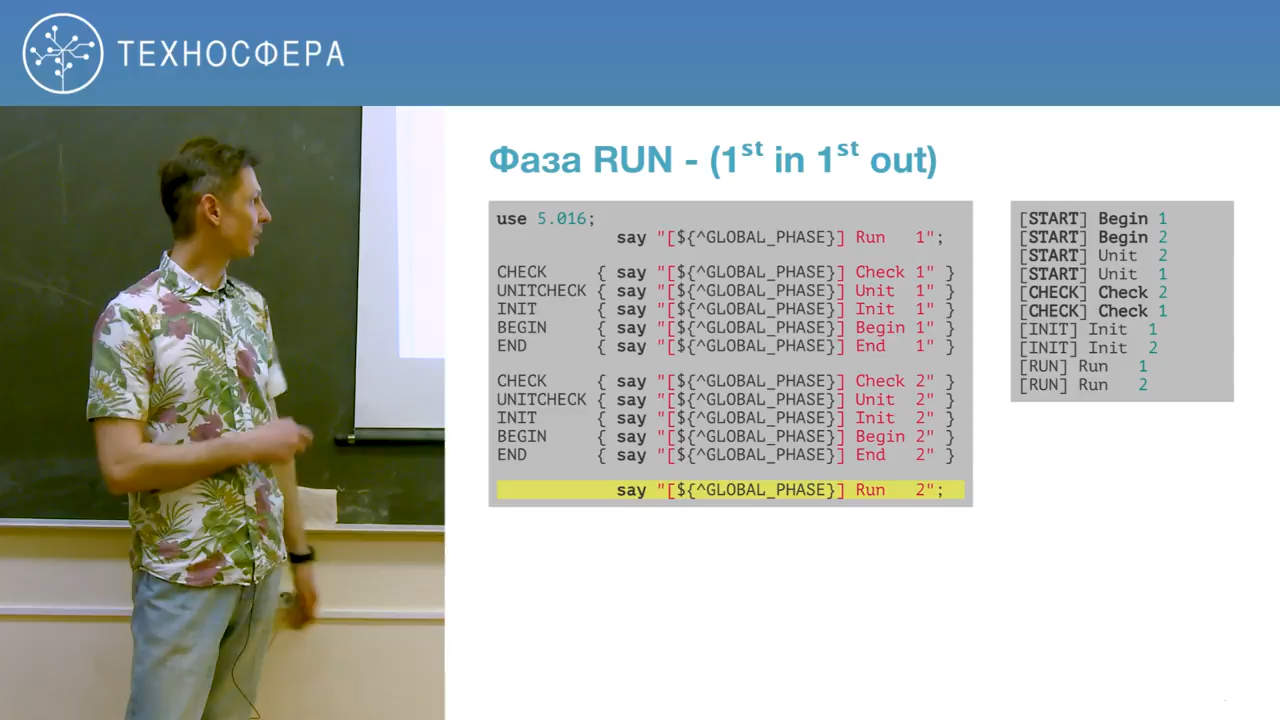 ТЕХНОСФЕРА
Фаза RUN - (1st in 1st out)
use 5.016;
say "[${^GLOBAL_PHASE}] Run 1";
CHECK { say "[${^GLOBAL_PHASE}] Check 1" }
UNITCHECK { say "[${^GLOBAL_PHASE}] Unit 1" }
INIT { say "[${^GLOBAL_PHASE}] Init 1" }
BEGIN { say "[${^GLOBAL_PHASE}] Begin 1" }
END { say "[${^GLOBAL_PHASE}] End 1" }
CHECK { say "[${^GLOBAL_PHASE}] Check 2" }
UNITCHECK { say "[${^GLOBAL_PHASE}] Unit 2" }
INIT { say "[${^GLOBAL_PHASE}] Init 2" }
BEGIN { say "[${^GLOBAL_PHASE}] Begin 2" }
END { say "[${^GLOBAL_PHASE}] End 2" }
say "[${^GLOBAL_PHASE}] Run 2";
[START] Begin 1
[START] Begin 2
[START] Unit 2
[START] Unit 1
[CHECK] Check 2
[CHECK] Check 1
[INIT] Init 1
[INIT] Init 2
[RUN] Run 1
[RUN] Run 2